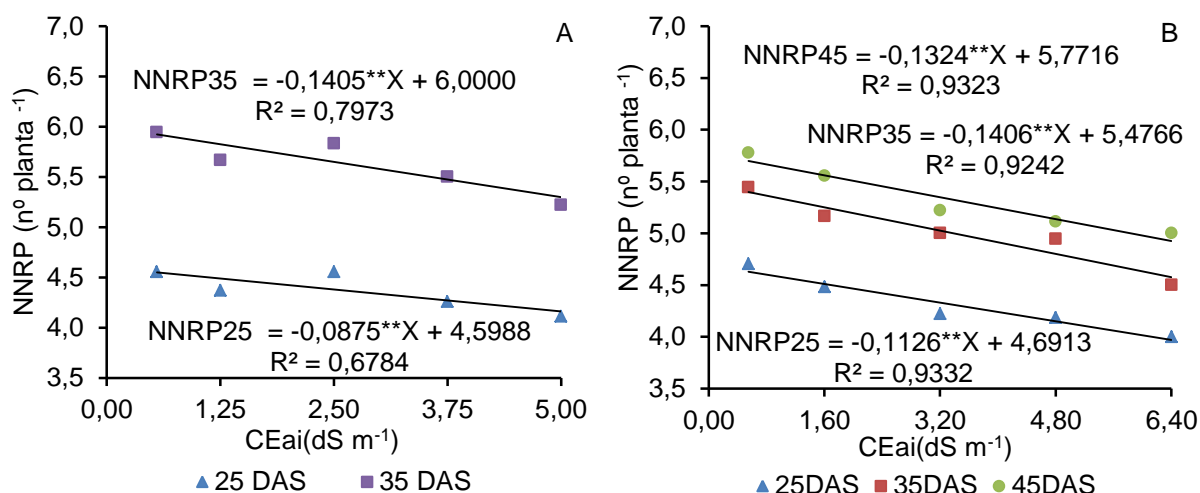 A
7,0
6,5
6,0
5,5
5,0
4,5
4,0
3,5
NNRP (nº planta ⁻¹)
NNRP35 = -0,1405**X + 6,0000
R² = 0,7973
NNRP25 = -0,0875**X + 4,5988
R² = 0,6784
0,00 1,25 2,50 3,75 5,00
CEai(dS m⁻¹)
25 DAS 35 DAS
B
7,0
6,5
6,0
5,5
5,0
4,5
4,0
3,5
NNRP (nº planta ⁻¹)
NNRP45 = -0,1324**X + 5,7716
R² = 0,9323
NNRP35 = -0,1406**X + 5,4766
R² = 0,9242
NNRP25 = -0,1126**X + 4,6913
R² = 0,9332
0,00 1,60 3,20 4,80 6,40
CEai(dS m⁻¹)
25DAS 35DAS 45DAS